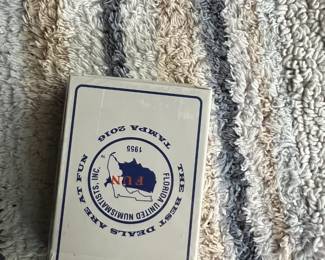 THE BEST DEALS ARE AT FUN
TAMPA 2016
FLORIDA UNITED NUMISMATISTS, INC.
1955
FUN